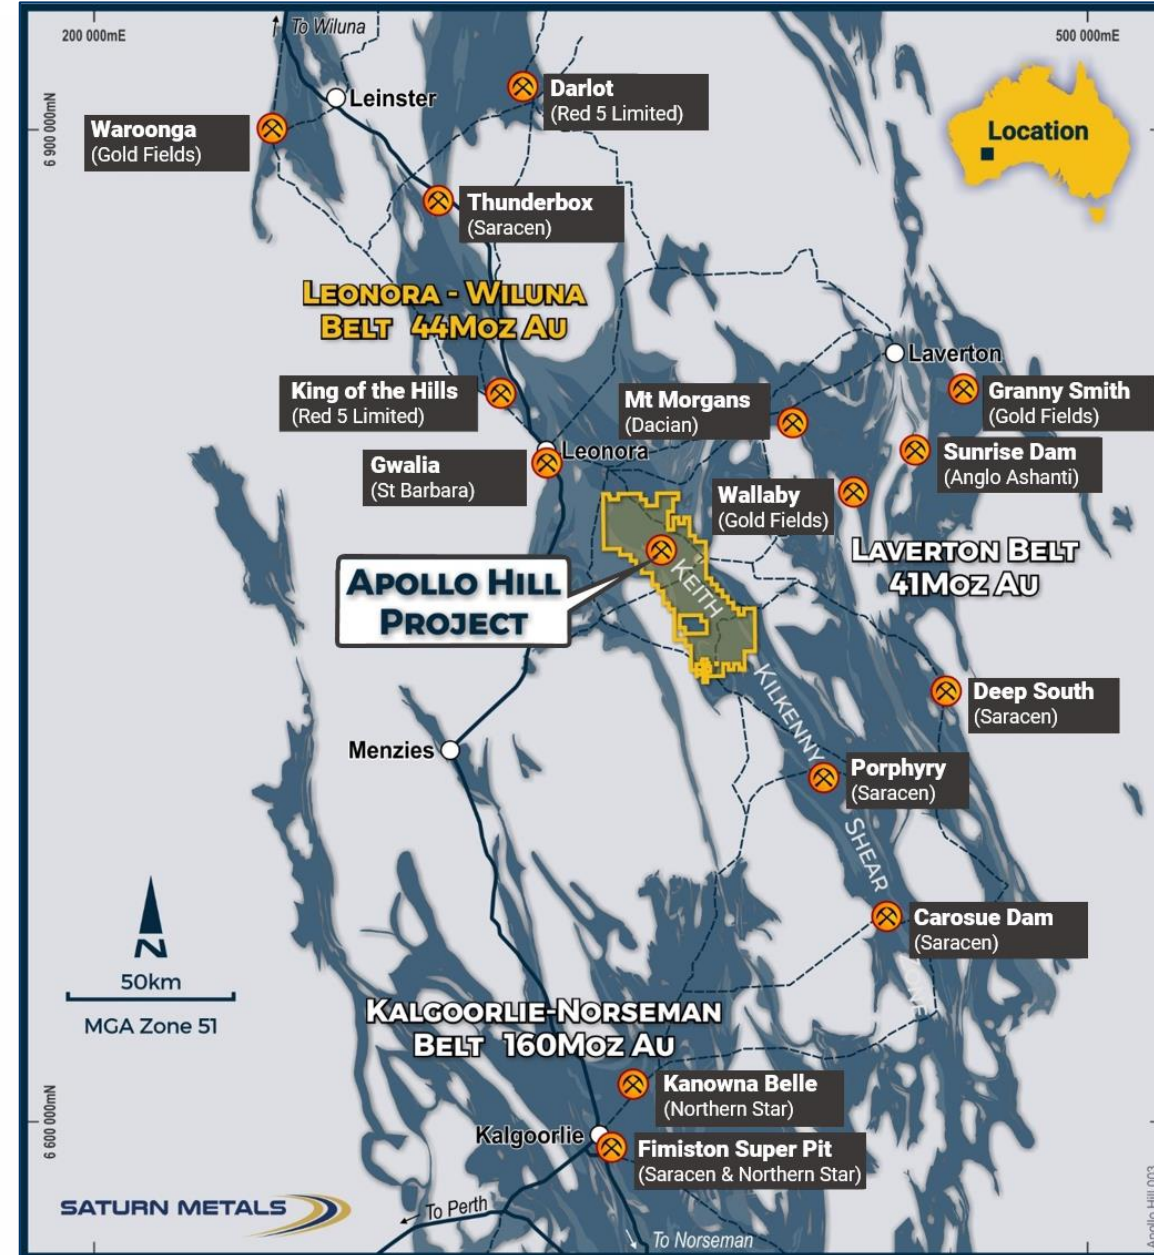 To Wiluna
200 000mE
500 000mE
Leinster
Darlot
(Red 5 Limited)
Location
6 900 000mN
Waroonga
(Gold Fields)
Thunderbox
(Saracen)
LEONORA - WILUNA
BELT 44MOZ AU
Laverton
King of the Hills
(Red 5 Limited)
Mt Morgans
(Dacian)
Granny Smith
(Gold Fields)
Leonora
Sunrise Dam
(Anglo Ashanti)
Gwalia
(St Barbara)
Wallaby
(Gold Fields)
LAVERTON BELT
41MOZ AU
APOLLO HILL
PROJECT
KEITH
KILKENNY
SHEAR
ZONE
Deep South
(Saracen)
Menzies
Porphyry
(Saracen)
Carosue Dam
(Saracen)
N
50km
MGA Zone 51
KALGOORLIE-NORSEMAN
BELT 160MOZ AU
Kanowna Belle
(Northern Star)
6 600 000mN
Kalgoorlie
Fimiston Super Pit
(Saracen & Northern Star)
SATURN METALS
To Perth
To Norseman
Apollo Hill 003